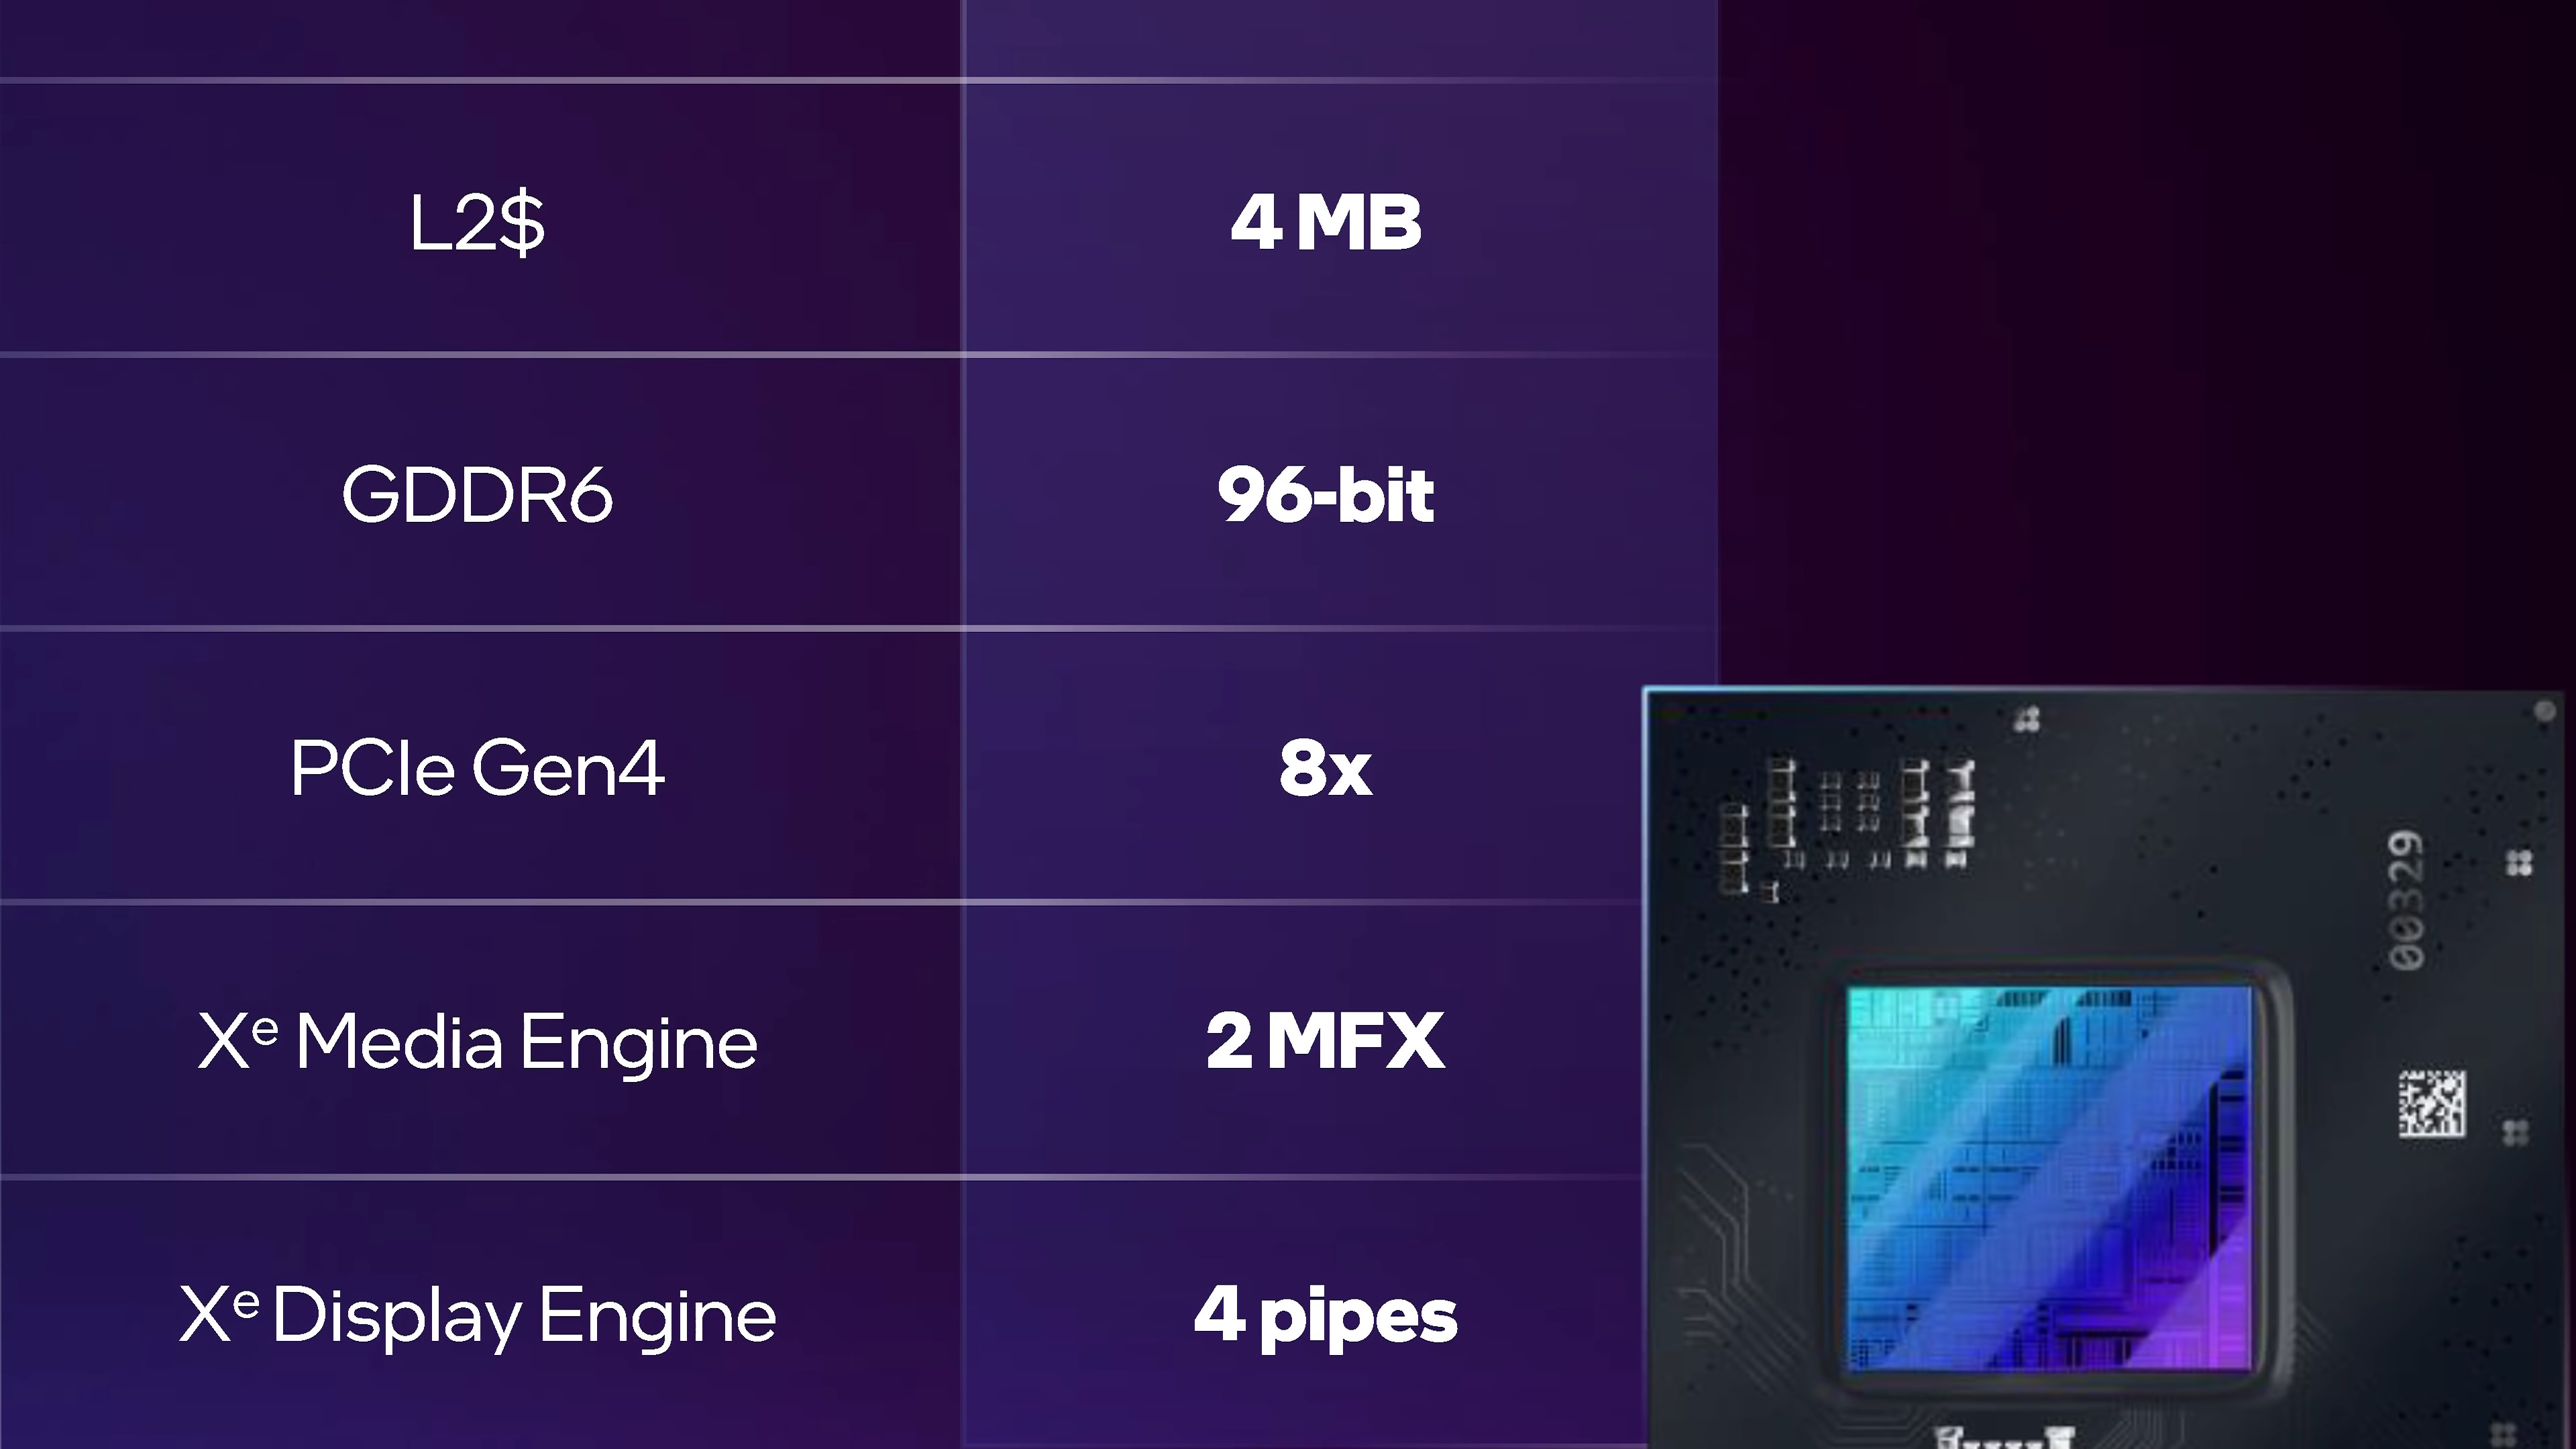 L2$ 4 MB
GDDR6 96-bit
PCIe Gen4 8x
Xᵉ Media Engine 2 MFX
Xᵉ Display Engine 4 pipes
00329